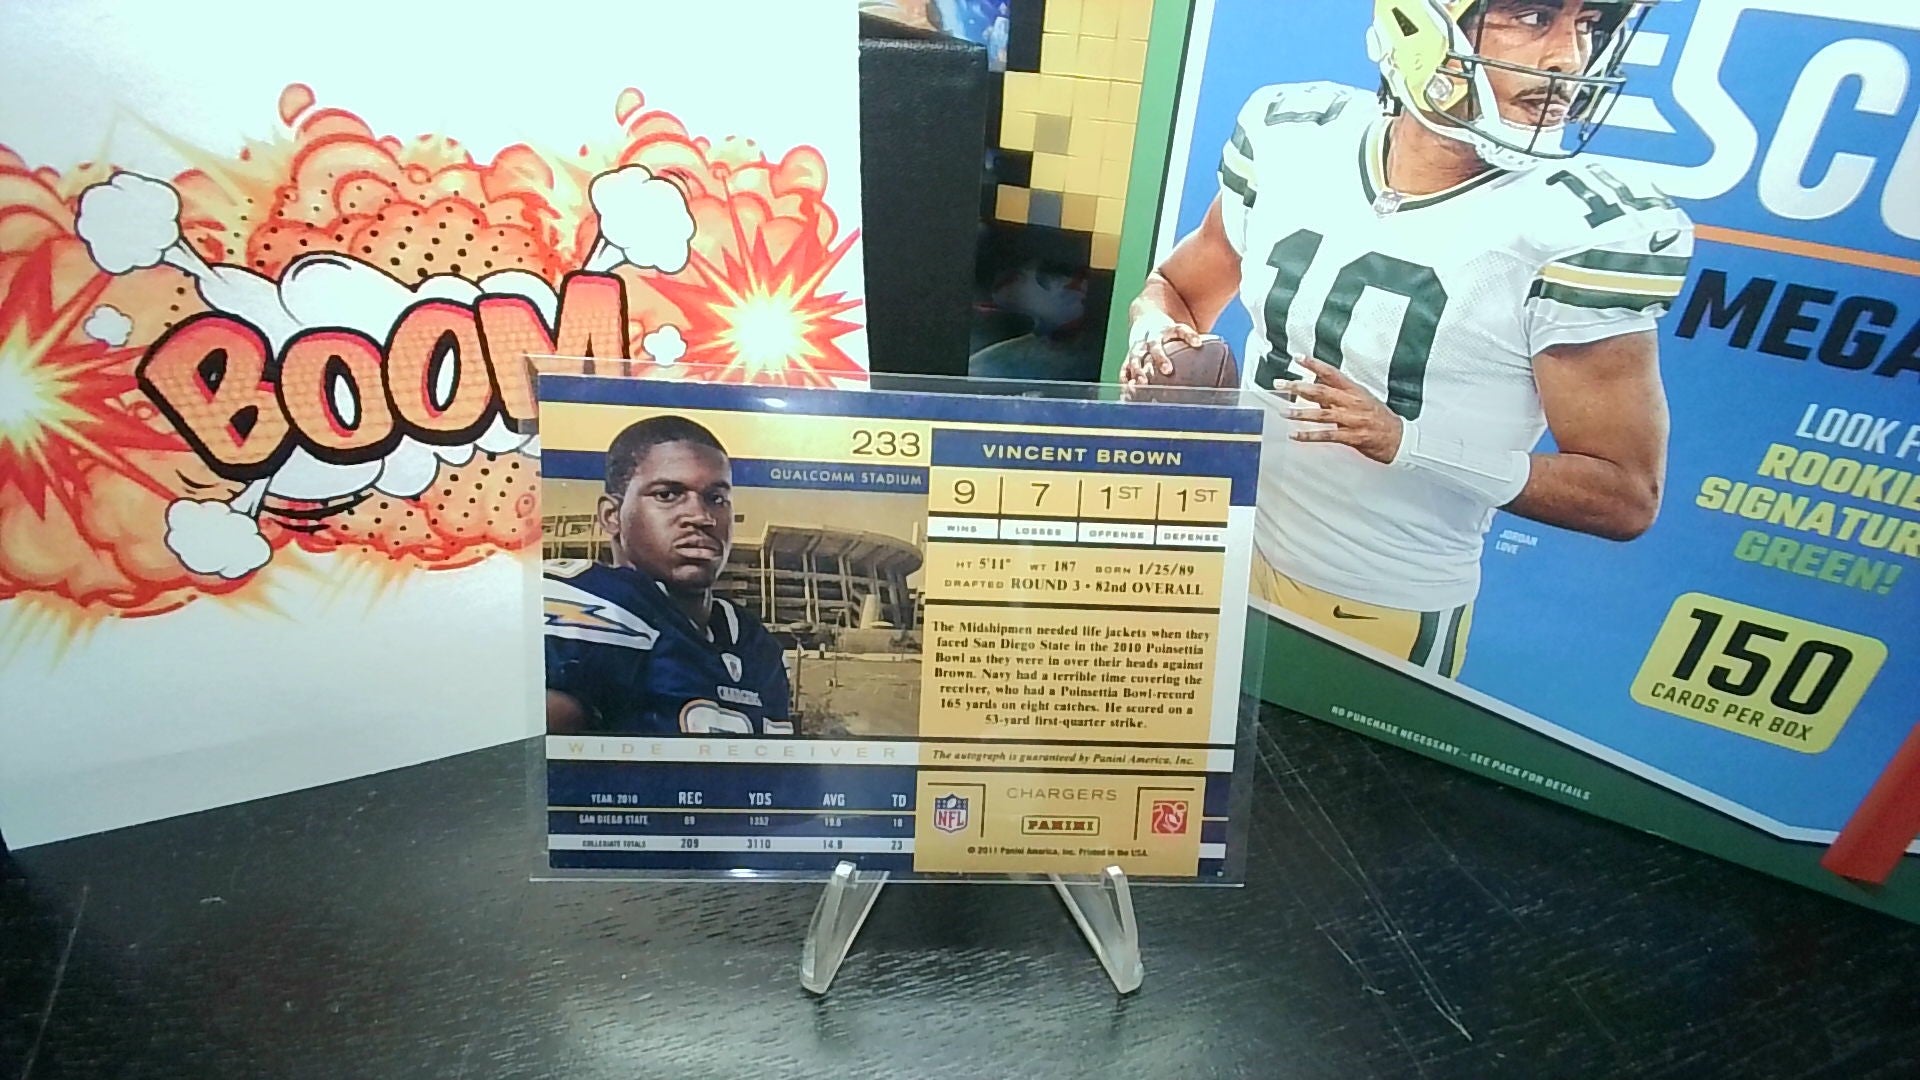 BOOM
233
QUALCOMM STADIUM
VINCENT BROWN
9 7 1ST 1ST
WINS LOSSES OFFENSE DEFENSE
HT 5'11" WT 187 BORN 1/25/89
DRAFTED ROUND 3 • 82nd OVERALL
The Midshipmen needed life jackets when they
faced San Diego State in the 2010 Poinsettia
Bowl as they were in over their heads against
Brown. Navy had a terrible time covering the
receiver, who had a Poinsettia Bowl-record
165 yards on eight catches. He scored on a
53-yard first-quarter strike.
The autograph is guaranteed by Panini America, Inc.
CHARGERS
WIDE RECEIVER
YEAR: 2010 REC YDS AVG TD
SAN DIEGO STATE 69 1352 19.6 10
COLLEGIATE TOTALS 209 3110 14.9 23
NFL
CHARGERS
PANINI
© 2011 Panini America, Inc. Printed in the USA.
10
10
SCO
MEGA
LOOK F
ROOKIE
SIGNATUR
GREEN!
JORDAN
LOVE
150
CARDS PER BOX
NO PURCHASE NECESSARY – SEE PACK FOR DETAILS